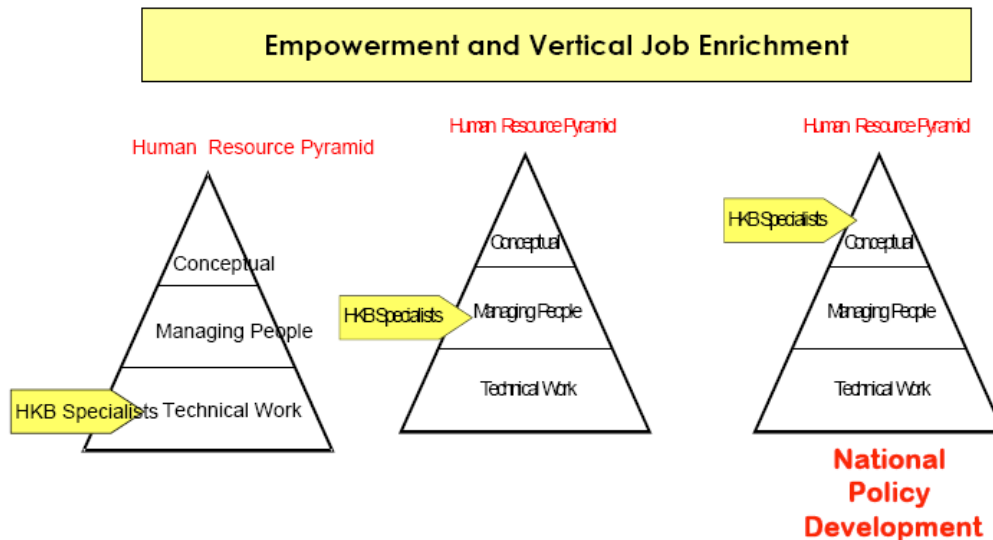 Empowerment and Vertical Job Enrichment
Human Resource Pyramid
Conceptual
Managing People
HKB Specialists
Technical Work
Human Resource Pyramid
Conceptual
HKB Specialists
Managing People
Technical Work
Human Resource Pyramid
HKB Specialists
Conceptual
Managing People
Technical Work
National
Policy
Development